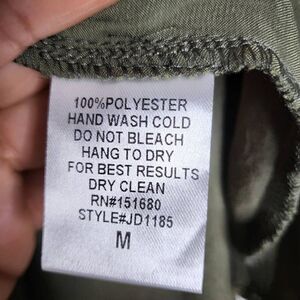 100%POLYESTER
HAND WASH COLD
DO NOT BLEACH
HANG TO DRY
FOR BEST RESULTS
DRY CLEAN
RN#151680
STYLE#JD1185
M